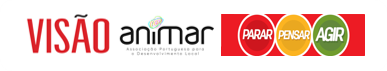 VISÃO
animar
Associação Portuguesa para
o Desenvolvimento Local
PARAR PENSAR AGIR